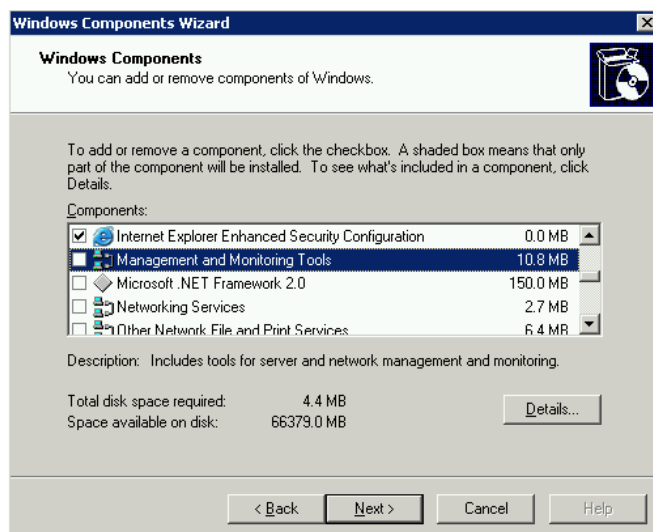 Windows Components Wizard
Windows Components
You can add or remove components of Windows.
To add or remove a component, click the checkbox. A shaded box means that only
part of the component will be installed. To see what's included in a component, click
Details.
Components:
Internet Explorer Enhanced Security Configuration 0.0 MB
Management and Monitoring Tools 10.8 MB
Microsoft .NET Framework 2.0 150.0 MB
Networking Services 2.7 MB
Other Network File and Print Services 6.4 MB
Description: Includes tools for server and network management and monitoring.
Total disk space required: 4.4 MB
Space available on disk: 66379.0 MB
Details...
< Back Next > Cancel Help